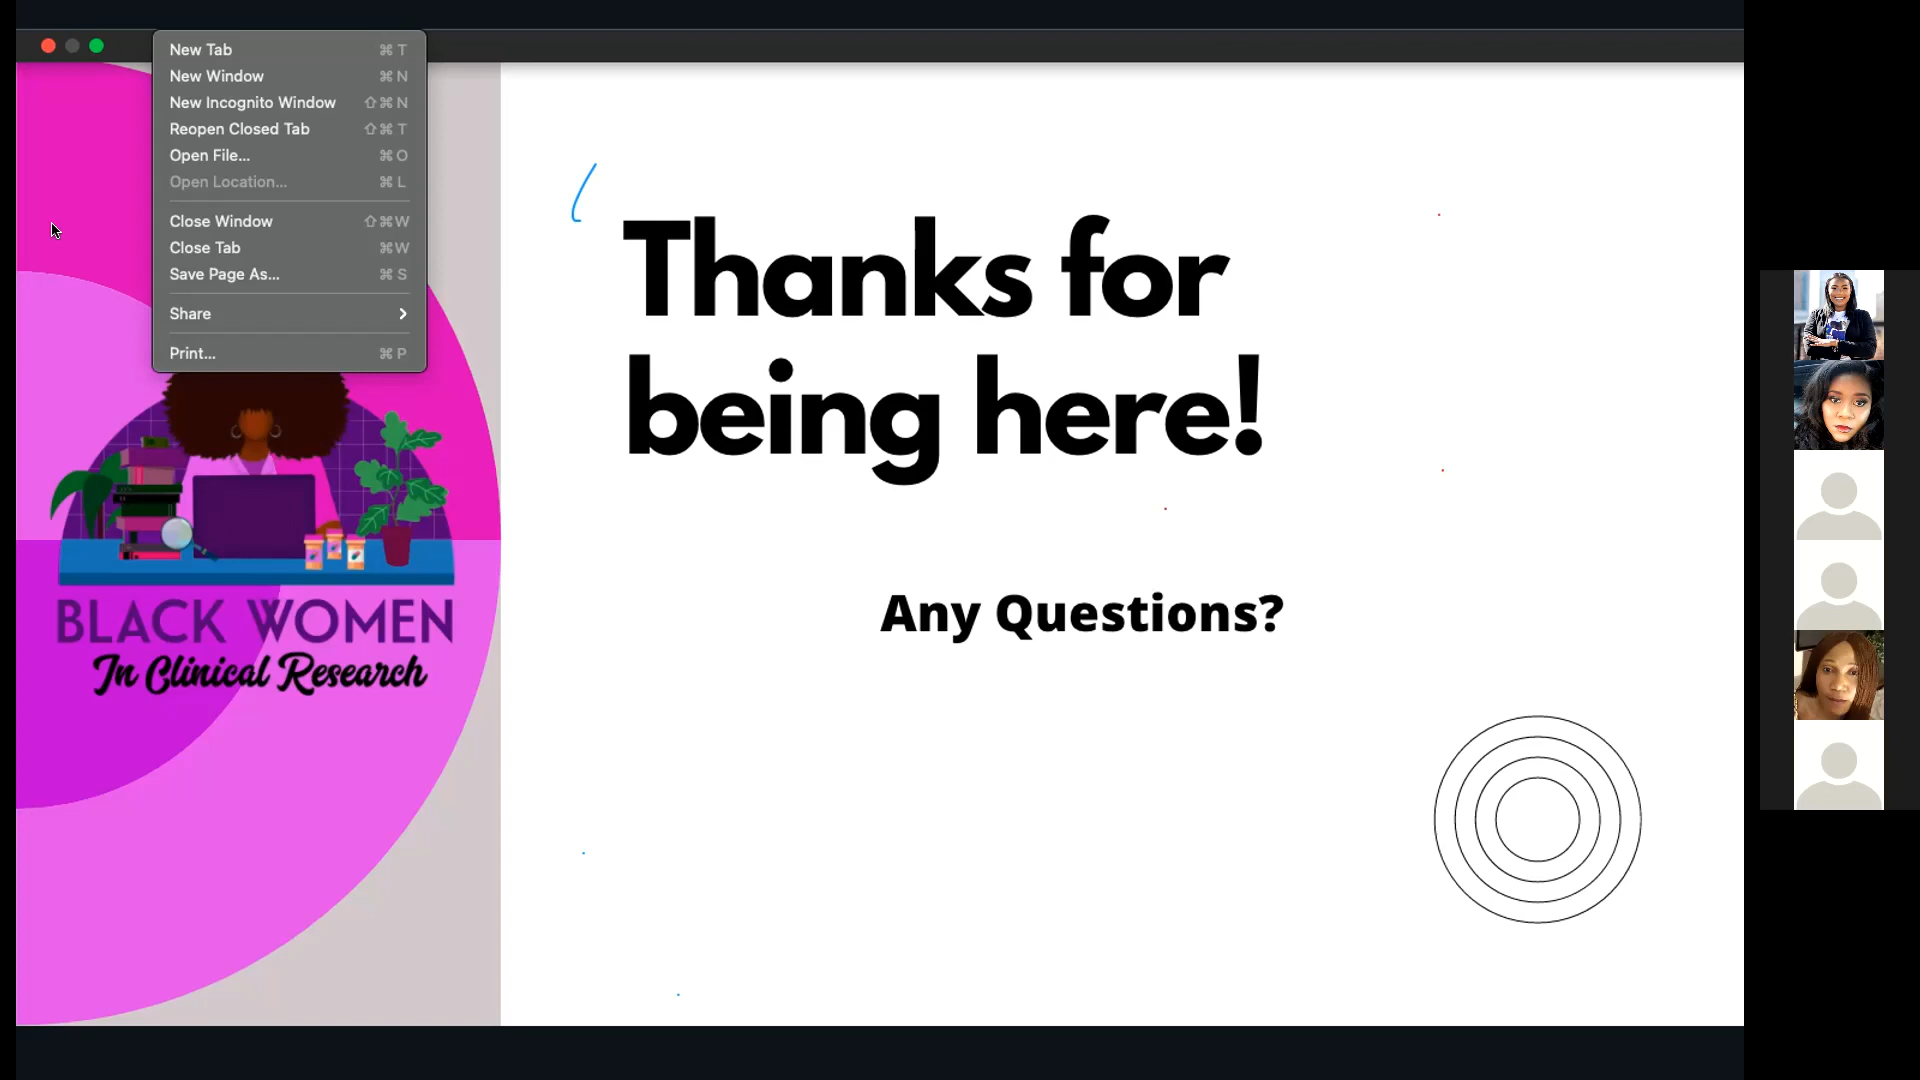 New Tab ⌘ T
New Window ⌘ N
New Incognito Window ⇧ ⌘ N
Reopen Closed Tab ⇧ ⌘ T
Open File... ⌘ O
Open Location... ⌘ L
Close Window ⇧ ⌘ W
Close Tab ⌘ W
Save Page As... ⌘ S
Share
Print... ⌘ P
BLACK WOMEN
In Clinical Research
Thanks for
being here!
Any Questions?